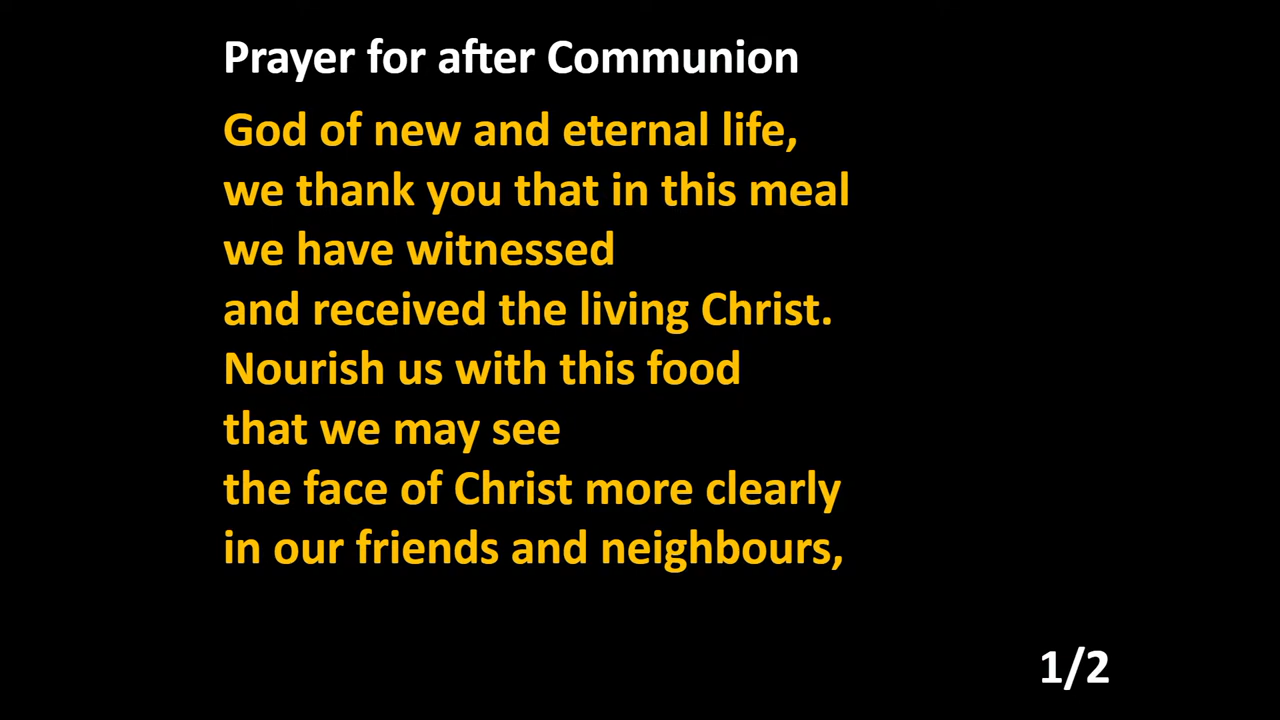 Prayer for after Communion
God of new and eternal life,
we thank you that in this meal
we have witnessed
and received the living Christ.
Nourish us with this food
that we may see
the face of Christ more clearly
in our friends and neighbours,
1/2